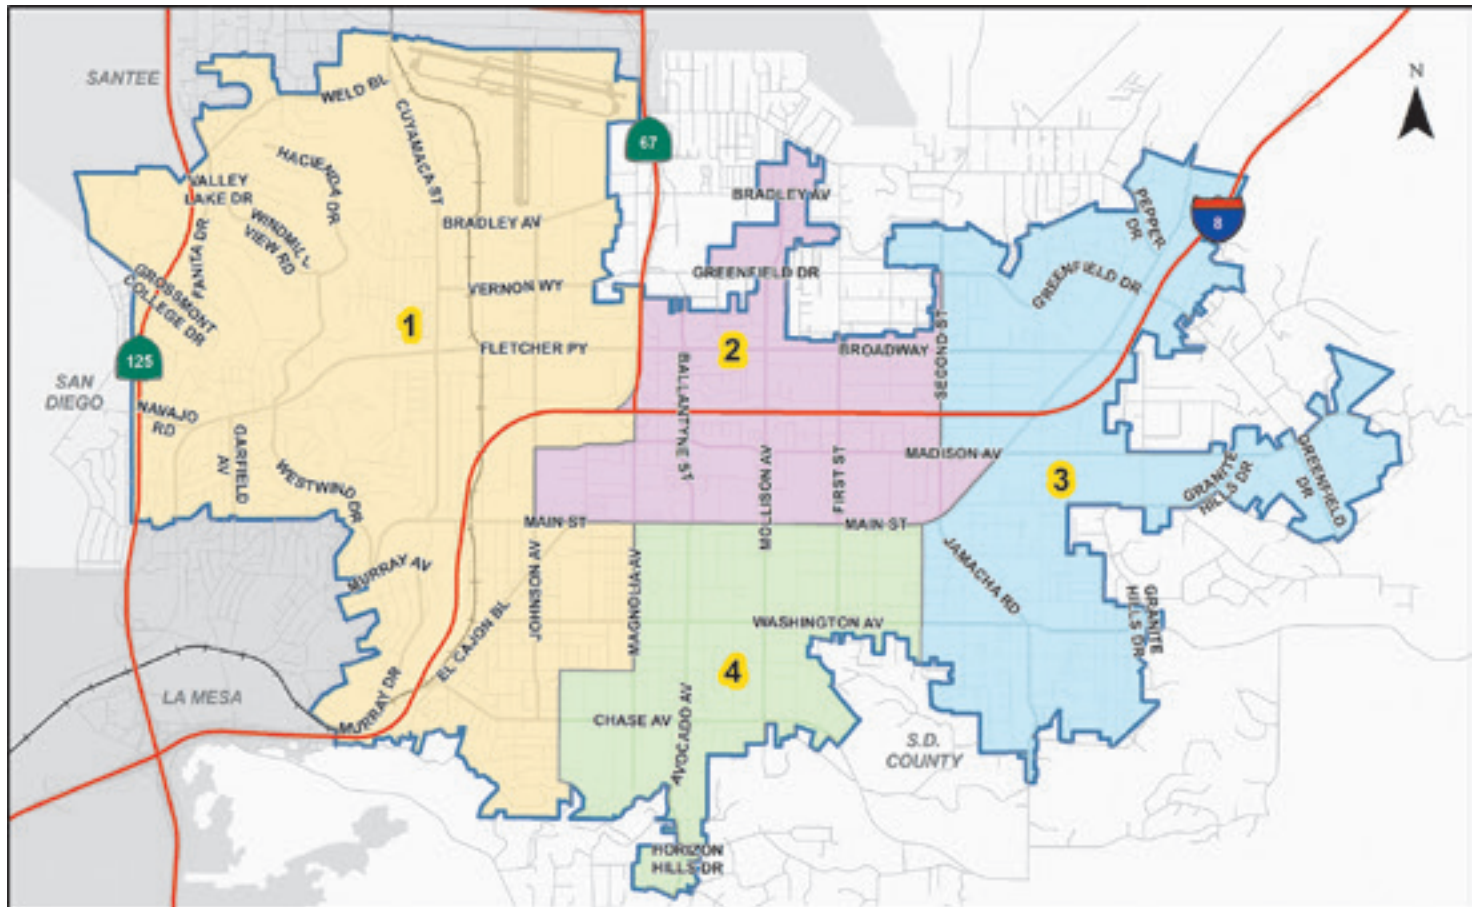 SANTEE
WELD BL
CUYAMACA ST
67
N
HACIENDA DR
VALLEY
LAKE DR
WINDMILL
VIEW RD
FANITA DR
BRADLEY AV
BRADLEY AV
PEPPER
DR
8
GROSSMONT
COLLEGE DR
VERNON WY
GREENFIELD DR
GREENFIELD DR
1
125
FLETCHER PY
2
BROADWAY
SECOND ST
BALLANTYNE ST
SAN
DIEGO
NAVAJO
RD
GARFIELD
AV
WESTWIND DR
MOLLISON AV
FIRST ST
MADISON AV
3
GRANITE
HILLS DR
GREENFIELD
DR
MAIN ST
MAIN ST
MURRAY AV
JOHNSON AV
MAGNOLIA AV
JAMACHA RD
GRANITE
HILLS DR
EL CAJON BL
WASHINGTON AV
4
LA MESA
MURRAY DR
CHASE AV
AVOCADO AV
S.D.
COUNTY
HORIZON
HILLS DR